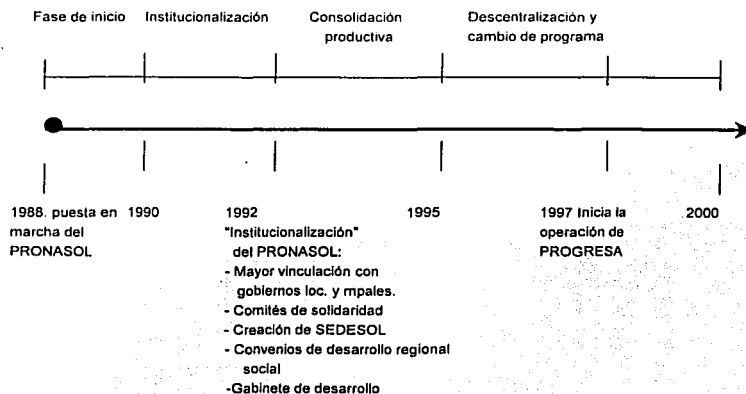 Fase de inicio
Institucionalización
Consolidación
productiva
Descentralización y
cambio de programa
1988. puesta en
marcha del
PRONASOL
1990
1992
"Institucionalización"
del PRONASOL:
- Mayor vinculación con
gobiernos loc. y mpales.
- Comités de solidaridad
- Creación de SEDESOL
- Convenios de desarrollo regional
social
-Gabinete de desarrollo
1995
1997 Inicia la
operación de
PROGRESA
2000